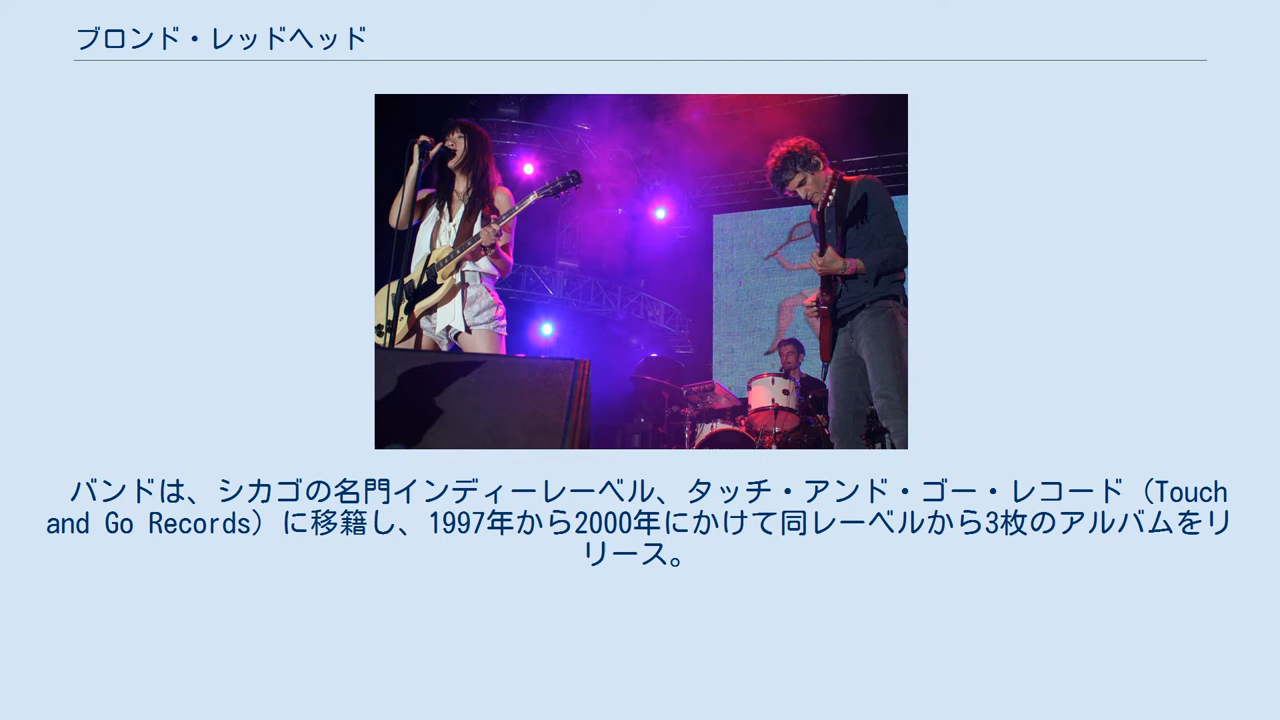 ブロンド・レッドヘッド
バンドは、シカゴの名門インディーレーベル、タッチ・アンド・ゴー・レコード（Touch
and Go Records）に移籍し、1997年から2000年にかけて同レーベルから3枚のアルバムをリ
リース。